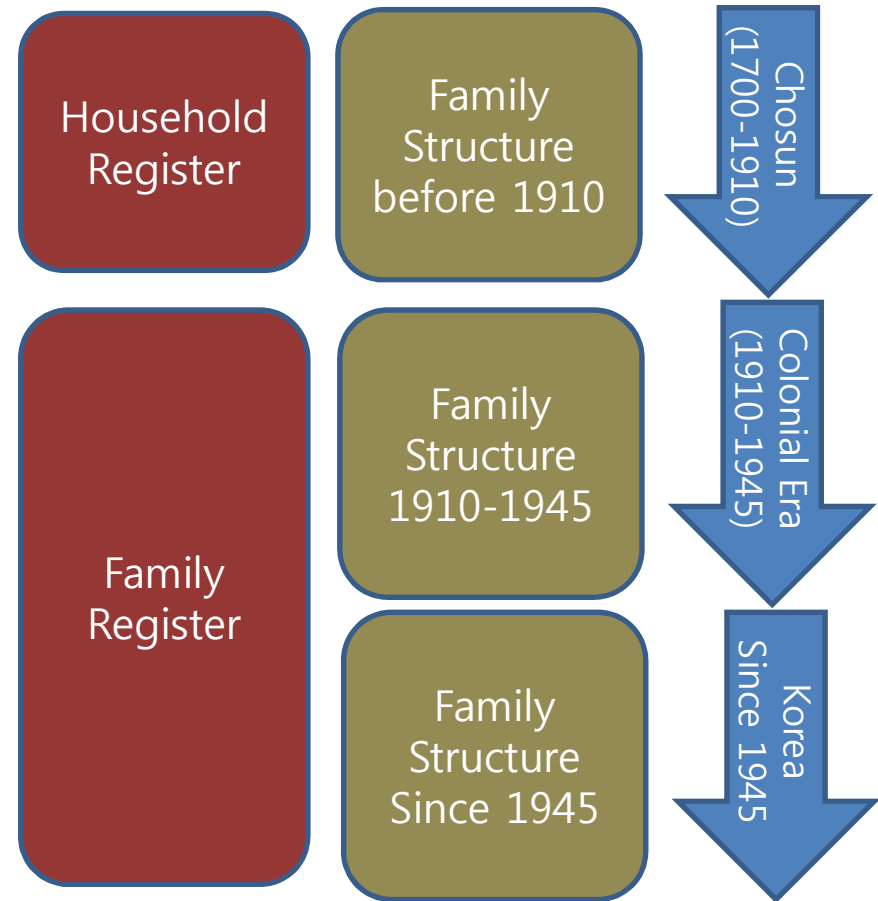 Household
Register
Family
Structure
before 1910
Chosun
(1700-1910)
Family
Register
Family
Structure
1910-1945
Colonial Era
(1910-1945)
Family
Structure
Since 1945
Korea
Since 1945